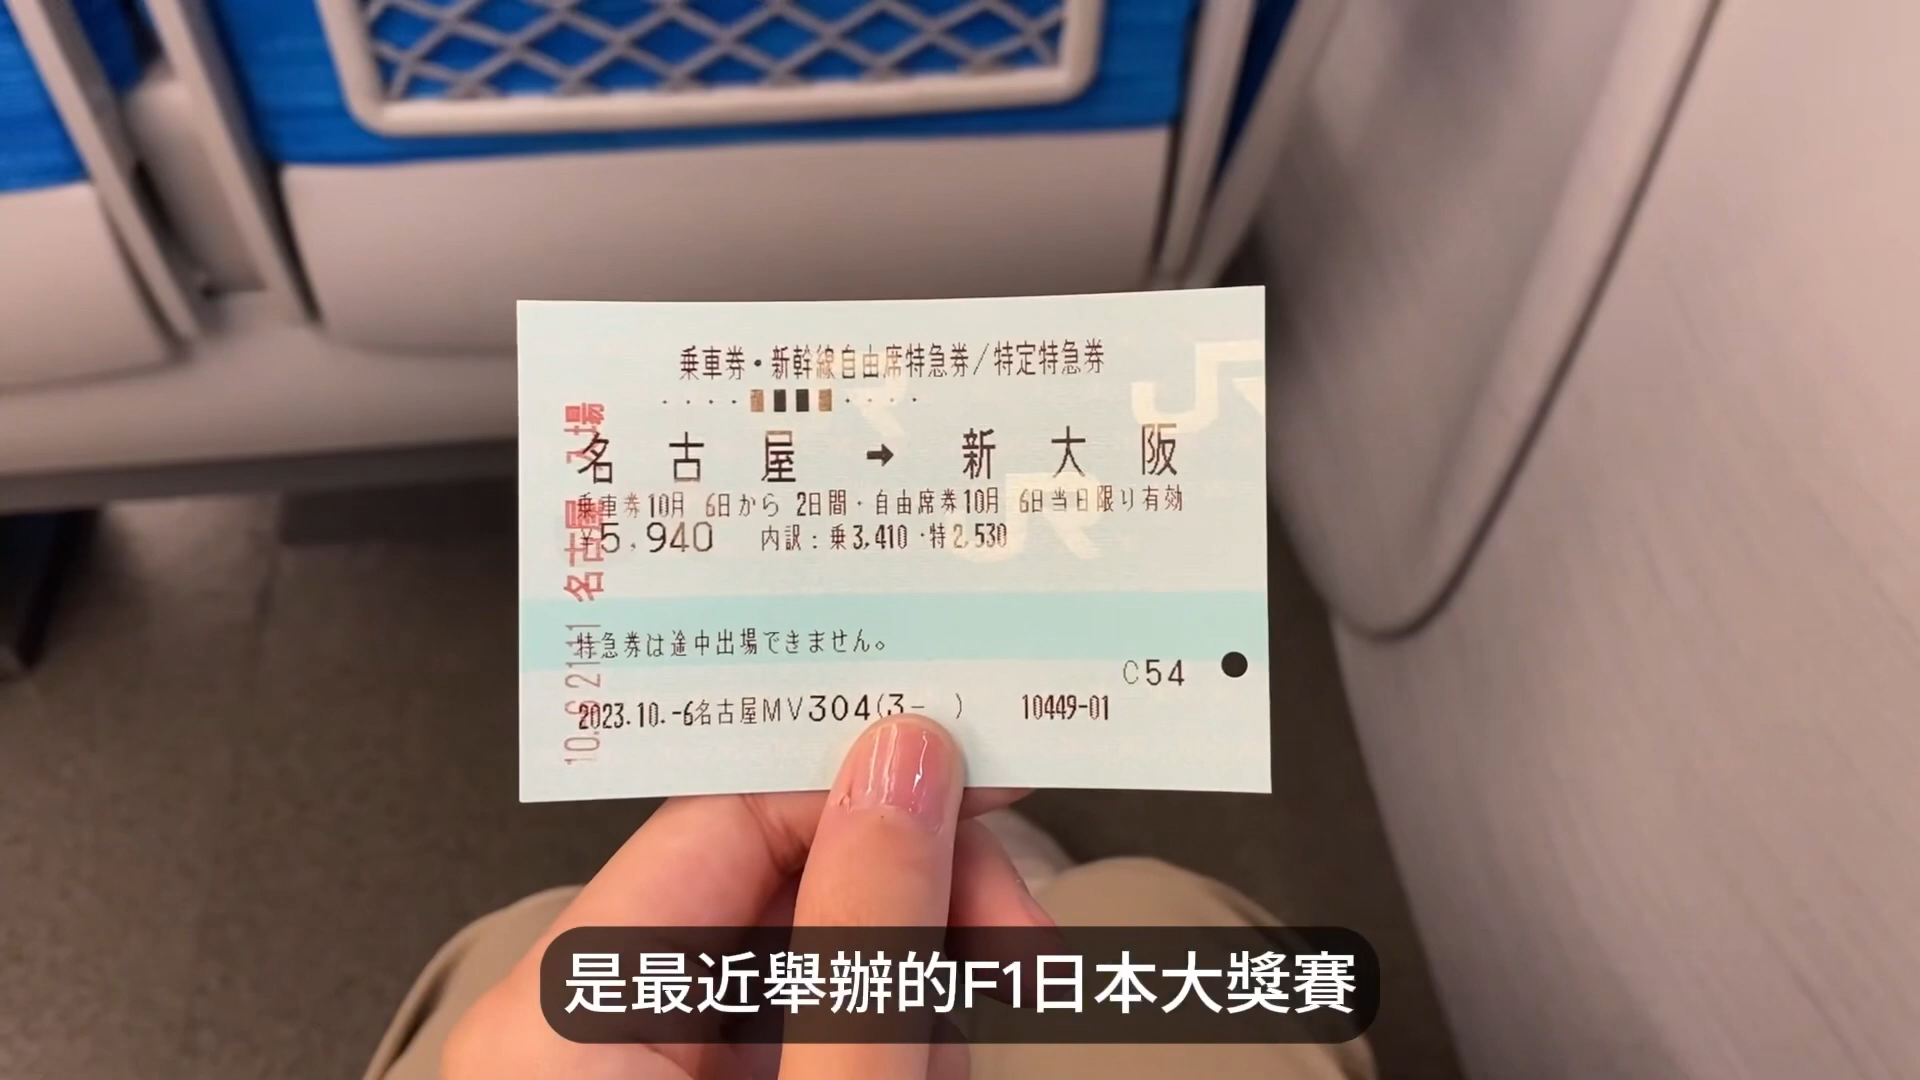 乗車券・新幹線自由席特急券/特定特急券
名古屋→新大阪
乗車券10月 6日から 2日間・自由席券10月 6日当日限り有効
¥5,940 内訳:乗3,410・特2,530
特急券は途中出場できません。
C54
2023.10.-6名古屋MV304(3- ) 10449-01
10.6 21 11 名古屋 入場
是最近舉辦的F1日本大獎賽